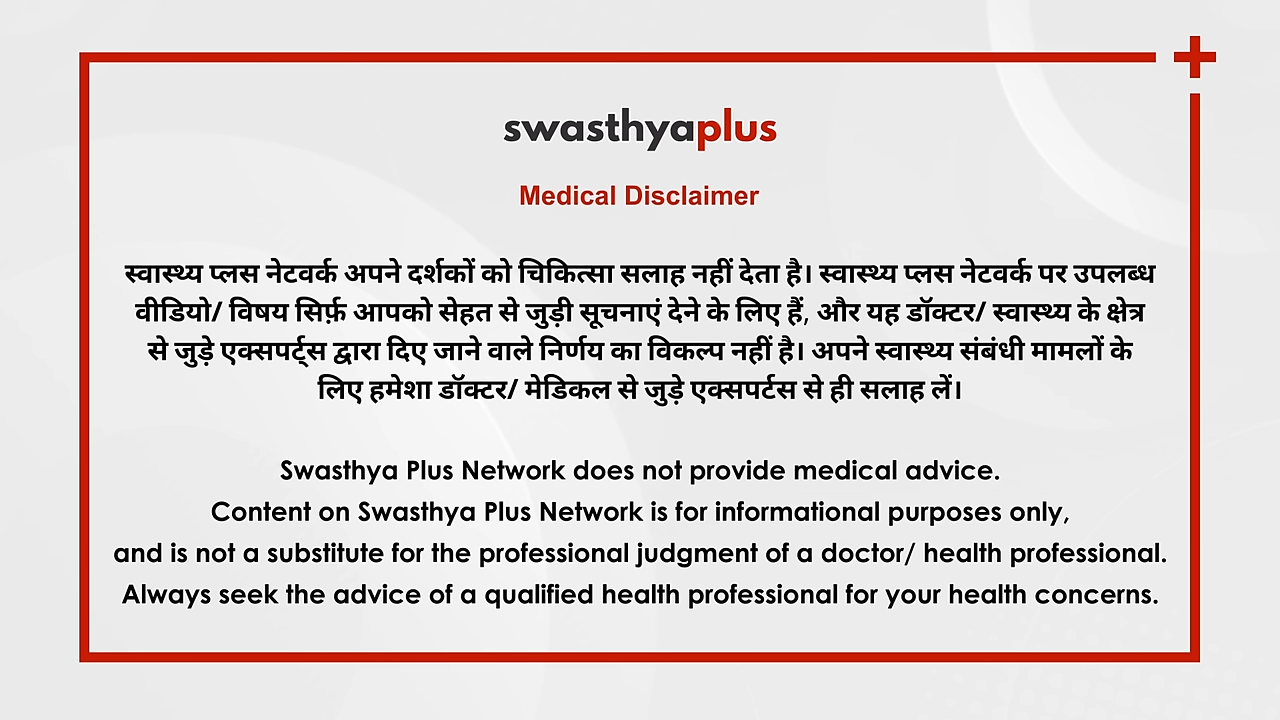 swasthyaplus
Medical Disclaimer
स्वास्थ्य प्लस नेटवर्क अपने दर्शकों को चिकित्सा सलाह नहीं देता है। स्वास्थ्य प्लस नेटवर्क पर उपलब्ध
वीडियो/ विषय सिर्फ़ आपको सेहत से जुड़ी सूचनाएं देने के लिए हैं, और यह डॉक्टर/ स्वास्थ्य के क्षेत्र
से जुड़े एक्सपर्ट्स द्वारा दिए जाने वाले निर्णय का विकल्प नहीं है। अपने स्वास्थ्य संबंधी मामलों के
लिए हमेशा डॉक्टर/ मेडिकल से जुड़े एक्सपर्टस से ही सलाह लें।
Swasthya Plus Network does not provide medical advice.
Content on Swasthya Plus Network is for informational purposes only,
and is not a substitute for the professional judgment of a doctor/ health professional.
Always seek the advice of a qualified health professional for your health concerns.